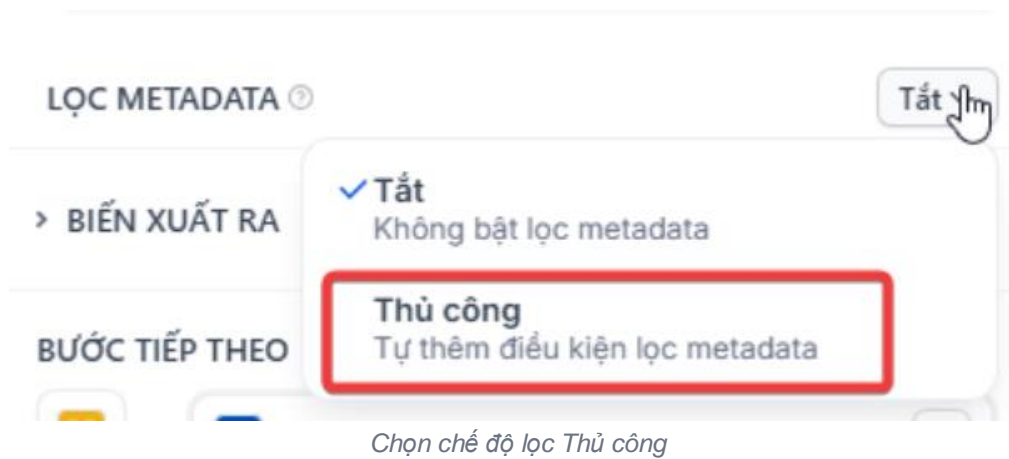 LỌC METADATA
Tắt
Tắt
Không bật lọc metadata
BIẾN XUẤT RA
Thủ công
Tự thêm điều kiện lọc metadata
BƯỚC TIẾP THEO
Chọn chế độ lọc Thủ công